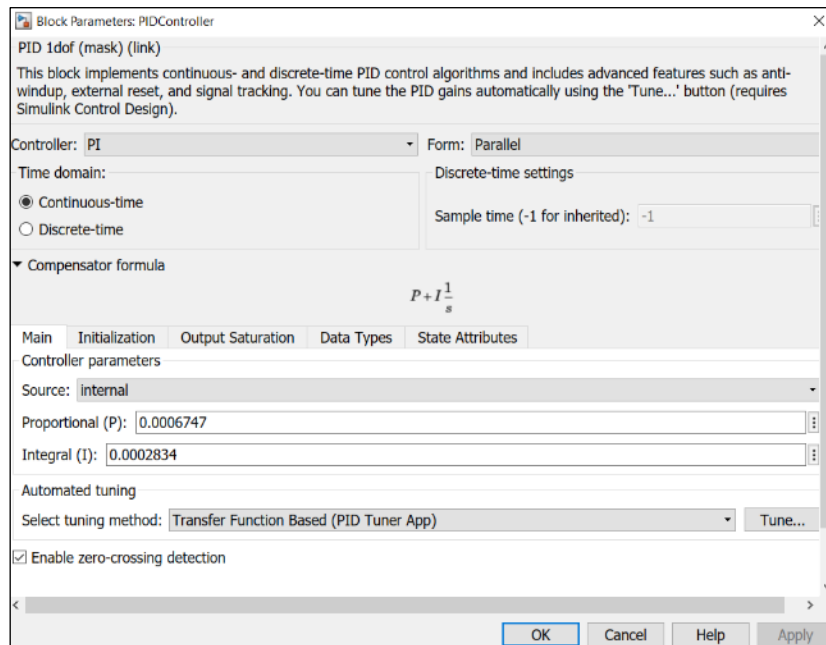 Block Parameters: PIDController
PID 1dof (mask) (link)
This block implements continuous- and discrete-time PID control algorithms and includes advanced features such as anti-
windup, external reset, and signal tracking. You can tune the PID gains automatically using the 'Tune...' button (requires
Simulink Control Design).
Controller: PI Form: Parallel
Time domain: Discrete-time settings
Continuous-time
Sample time (-1 for inherited): -1
Discrete-time
Compensator formula
P+I 1/s
Main Initialization Output Saturation Data Types State Attributes
Controller parameters
Source: internal
Proportional (P): 0.0006747
Integral (I): 0.0002834
Automated tuning
Select tuning method: Transfer Function Based (PID Tuner App) Tune...
Enable zero-crossing detection
OK Cancel Help Apply